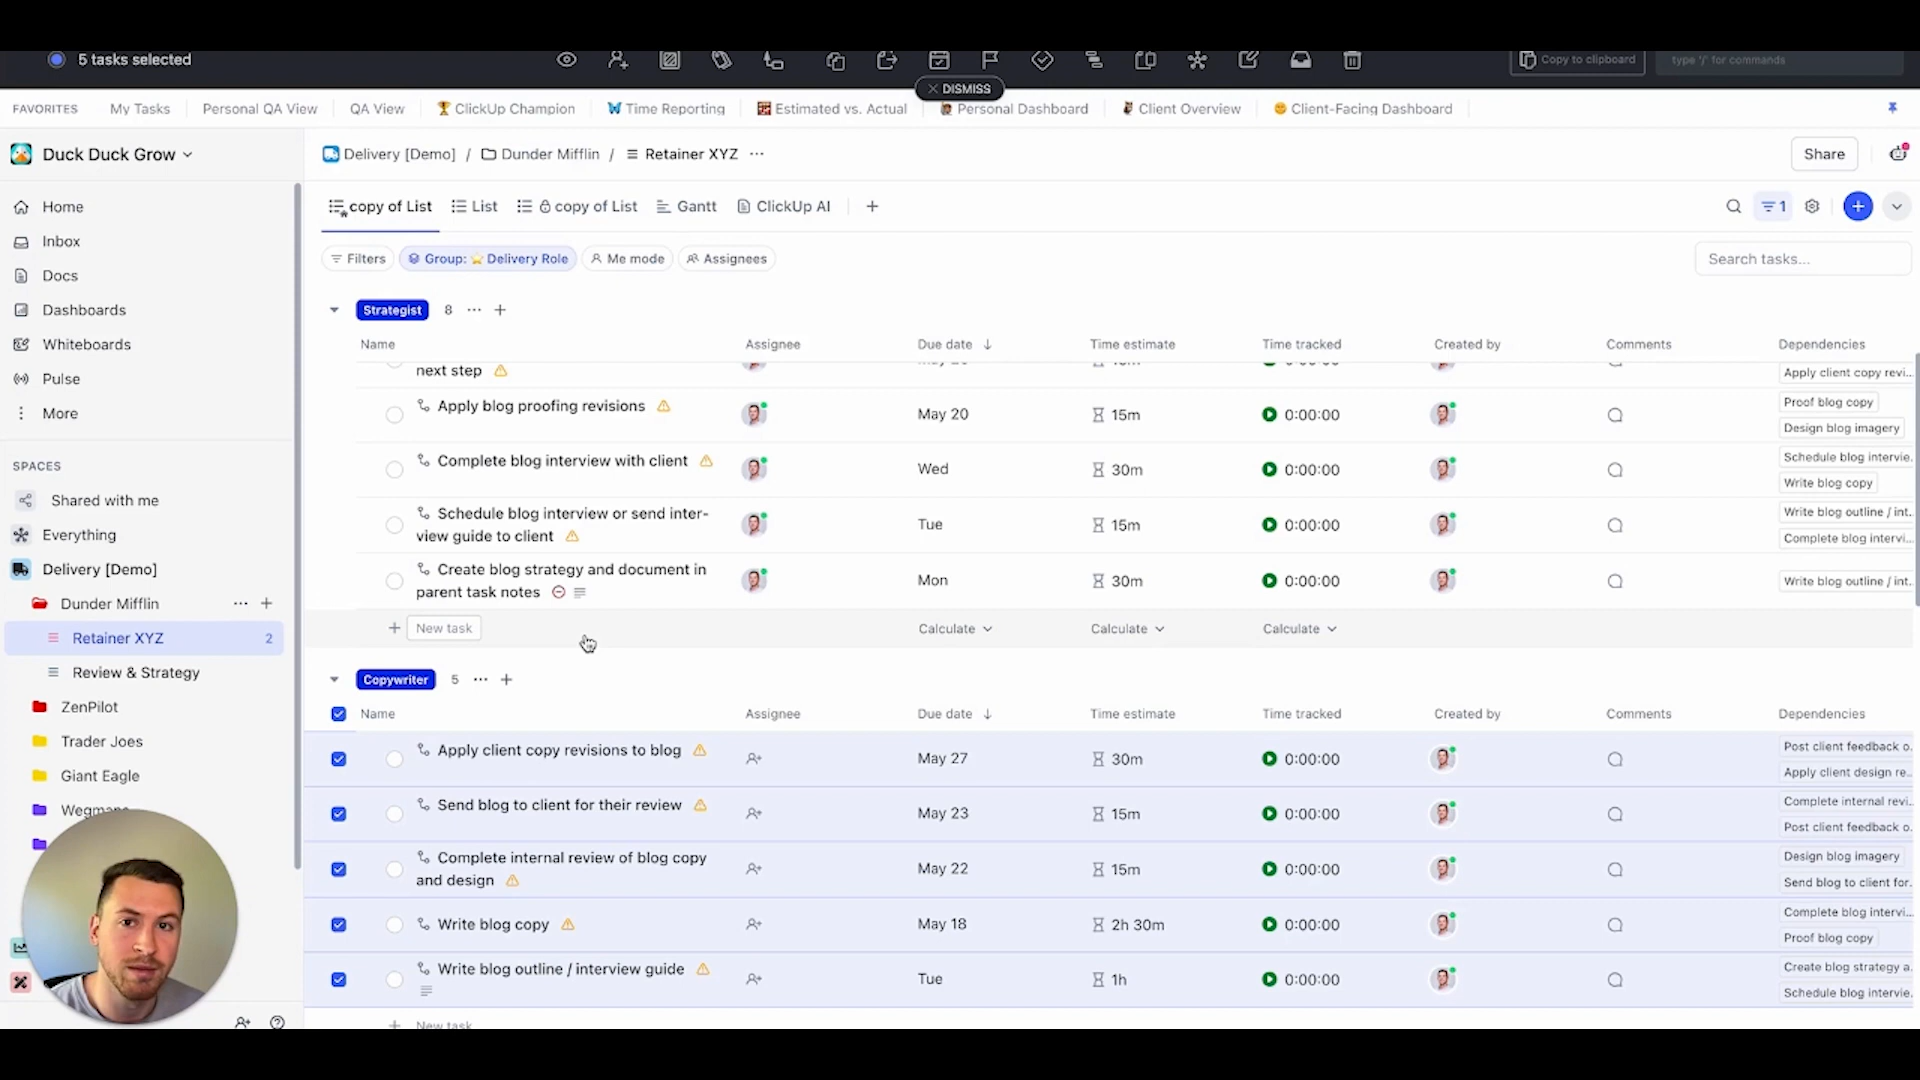 5 tasks selected
Copy to clipboard
type '/' for commands
DISMISS
FAVORITES
My Tasks
Personal QA View
QA View
ClickUp Champion
Time Reporting
Estimated vs. Actual
Personal Dashboard
Client Overview
Client-Facing Dashboard
Duck Duck Grow
Delivery [Demo] / Dunder Mifflin / Retainer XYZ ...
Share
Home
Inbox
Docs
Dashboards
Whiteboards
Pulse
More
SPACES
Shared with me
Everything
Delivery [Demo]
Dunder Mifflin ...
Retainer XYZ 2
Review & Strategy
ZenPilot
Trader Joes
Giant Eagle
Wegmans
copy of List
List
copy of List
Gantt
ClickUp AI
1
Filters
Group: Delivery Role
Me mode
Assignees
Search tasks...
Strategist 8 ...
Name Assignee Due date Time estimate Time tracked Created by Comments Dependencies
next step
Apply client copy revi...
Apply blog proofing revisions May 20 15m 0:00:00 Proof blog copy
Design blog imagery
Complete blog interview with client Wed 30m 0:00:00 Schedule blog intervie.
Write blog copy
Schedule blog interview or send inter-
view guide to client Tue 15m 0:00:00 Write blog outline / int..
Complete blog intervi..
Create blog strategy and document in
parent task notes Mon 30m 0:00:00 Write blog outline / int..
New task Calculate Calculate Calculate
Copywriter 5 ...
Name Assignee Due date Time estimate Time tracked Created by Comments Dependencies
Apply client copy revisions to blog May 27 30m 0:00:00 Post client feedback o.
Apply client design re..
Send blog to client for their review May 23 15m 0:00:00 Complete internal revi..
Post client feedback o.
Complete internal review of blog copy
and design May 22 15m 0:00:00 Design blog imagery
Send blog to client for.
Write blog copy May 18 2h 30m 0:00:00 Complete blog intervi..
Proof blog copy
Write blog outline / interview guide Tue 1h 0:00:00 Create blog strategy a.
Schedule blog intervie.
New task